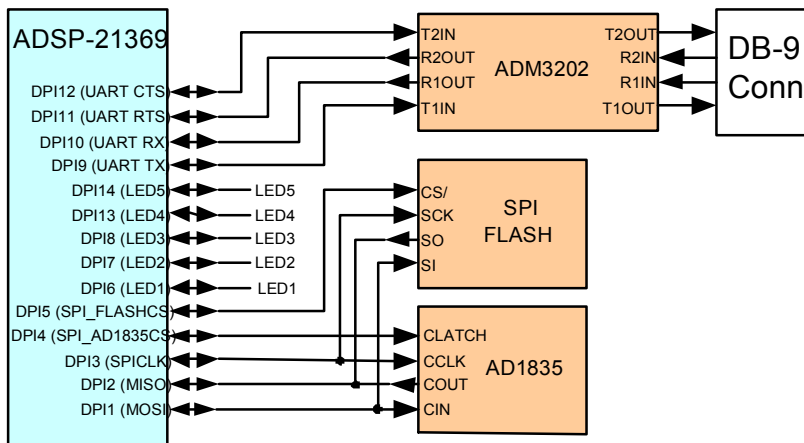 ADSP-21369
DPI12 (UART CTS)
DPI11 (UART RTS)
DPI10 (UART RX)
DPI9 (UART TX)
DPI14 (LED5)
DPI13 (LED4)
DPI8 (LED3)
DPI7 (LED2)
DPI6 (LED1)
DPI5 (SPI_FLASHCS)
DPI4 (SPI_AD1835CS)
DPI3 (SPICLK)
DPI2 (MISO)
DPI1 (MOSI)
LED5
LED4
LED3
LED2
LED1
T2IN
R2OUT
R1OUT
T1IN
ADM3202
T2OUT
R2IN
R1IN
T1OUT
DB-9
Conn
CS/
SCK
SO
SI
SPI
FLASH
CLATCH
CCLK
COUT
CIN
AD1835